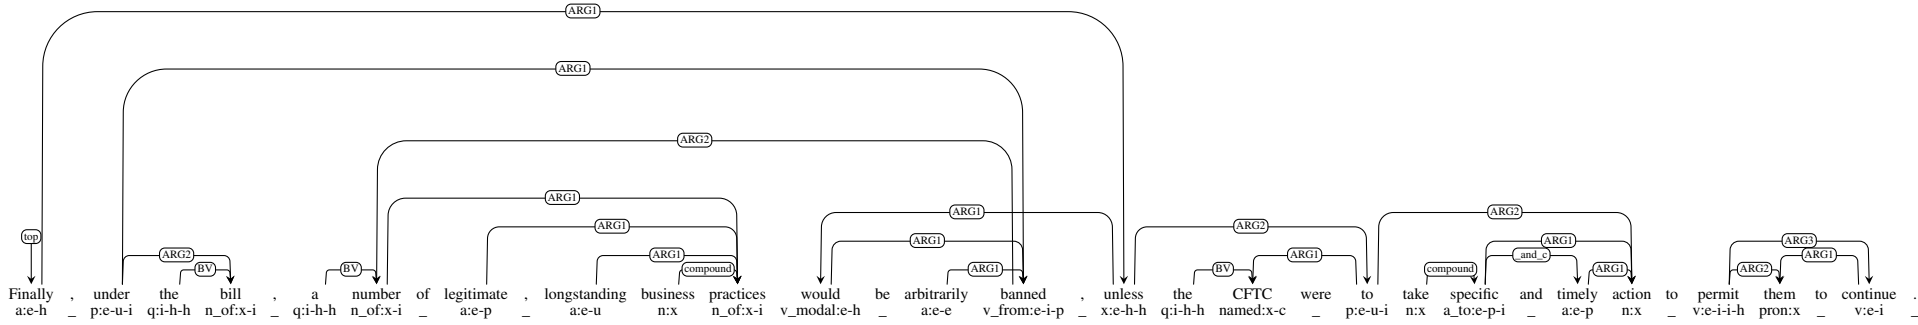 ARG1
ARG1
ARG2
ARG1
ARG1 ARG2
ARG1 ARG2
top
ARG1 ARG1 _and_c ARG3
ARG2 ARG1 ARG1 ARG1
BV BV compound ARG1 BV compound ARG1 ARG2
Finally , under the bill , a number of legitimate , longstanding business practices would be arbitrarily banned , unless the CFTC were to take specific and timely action to permit them to continue .
a:e-h _ p:e-u-i q:i-h-h n_of:x-i _ q:i-h-h n_of:x-i _ a:e-p _ a:e-u n:x n_of:x-i v_modal:e-h _ a:e-e v_from:e-i-p _ x:e-h-h q:i-h-h named:x-c _ p:e-u-i n:x a_to:e-p-i _ a:e-p n:x _ v:e-i-i-h pron:x _ v:e-i _